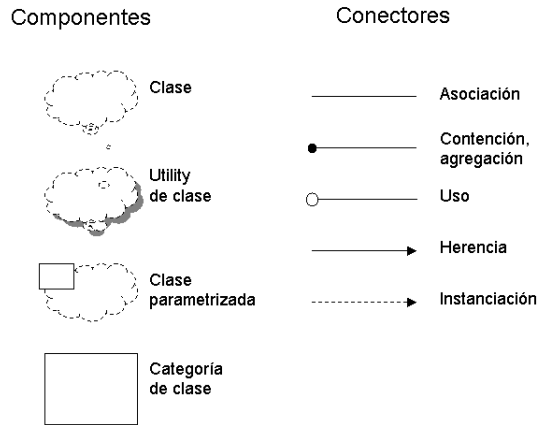 Componentes
Clase
Utility
de clase
Clase
parametrizada
Categoría
de clase
Conectores
Asociación
Contención,
agregación
Uso
Herencia
Instanciación